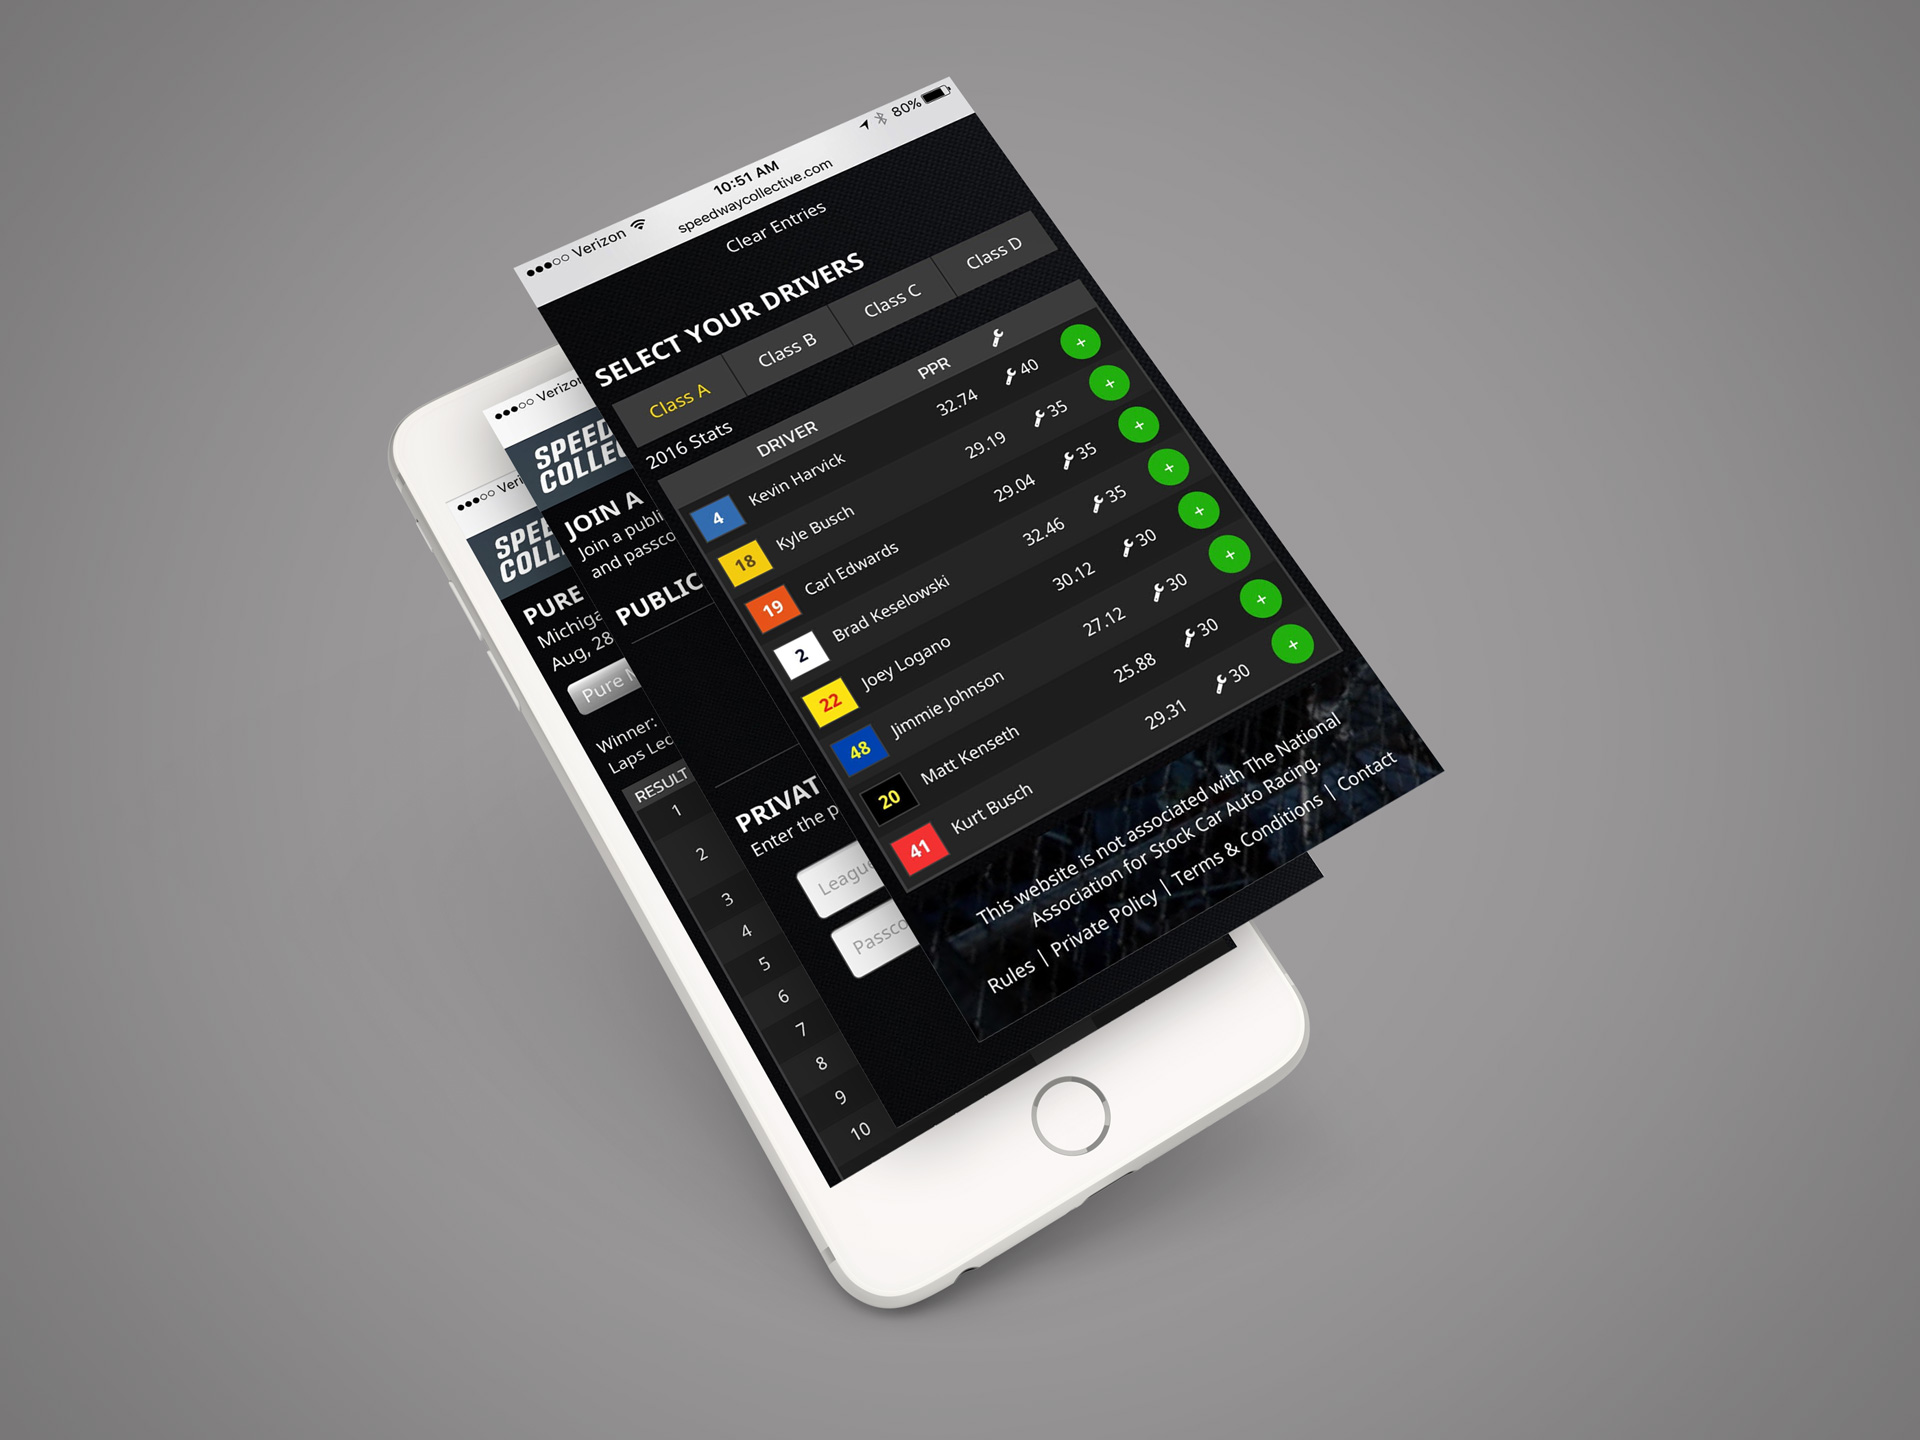 Verizon 10:51 AM 80%
speedwaycollective.com
Clear Entries
SELECT YOUR DRIVERS
Class A Class B Class C Class D
2016 Stats
DRIVER PPR
4 Kevin Harvick 32.74 40
18 Kyle Busch 29.19 35
19 Carl Edwards 29.04 35
2 Brad Keselowski 32.46 35
22 Joey Logano 30.12 30
48 Jimmie Johnson 27.12 30
20 Matt Kenseth 25.88 30
41 Kurt Busch 29.31 30
This website is not associated with The National
Association for Stock Car Auto Racing.
Rules | Private Policy | Terms & Conditions | Contact
Verizon
SPEED
COLLEC
JOIN A
Join a publi
and passco
PUBLIC
PRIVAT
Enter the p
League
Passco
Veri
SPEE
COLL
PURE
Michiga
Aug, 28
Pure
Winner:
Laps Led
RESULT
1
2
3
4
5
6
7
8
9
10